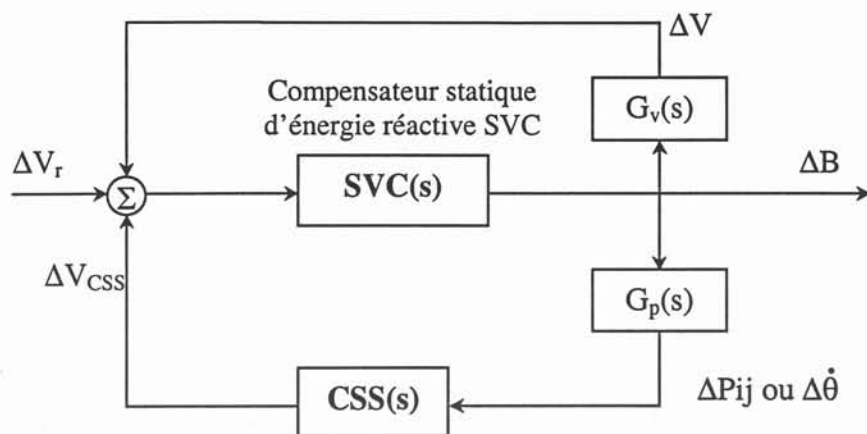 ΔV
Compensateur statique
d'énergie réactive SVC
G_v(s)
ΔV_r
Σ
SVC(s)
ΔB
ΔV_CSS
G_p(s)
CSS(s)
ΔPij ou Δθ̇